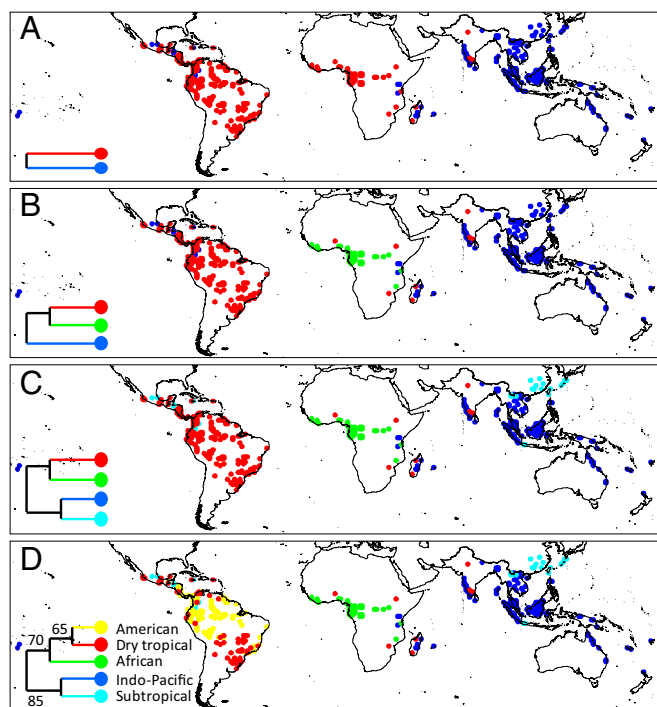 A
B
C
D
65
American
70
Dry tropical
African
Indo-Pacific
85
Subtropical